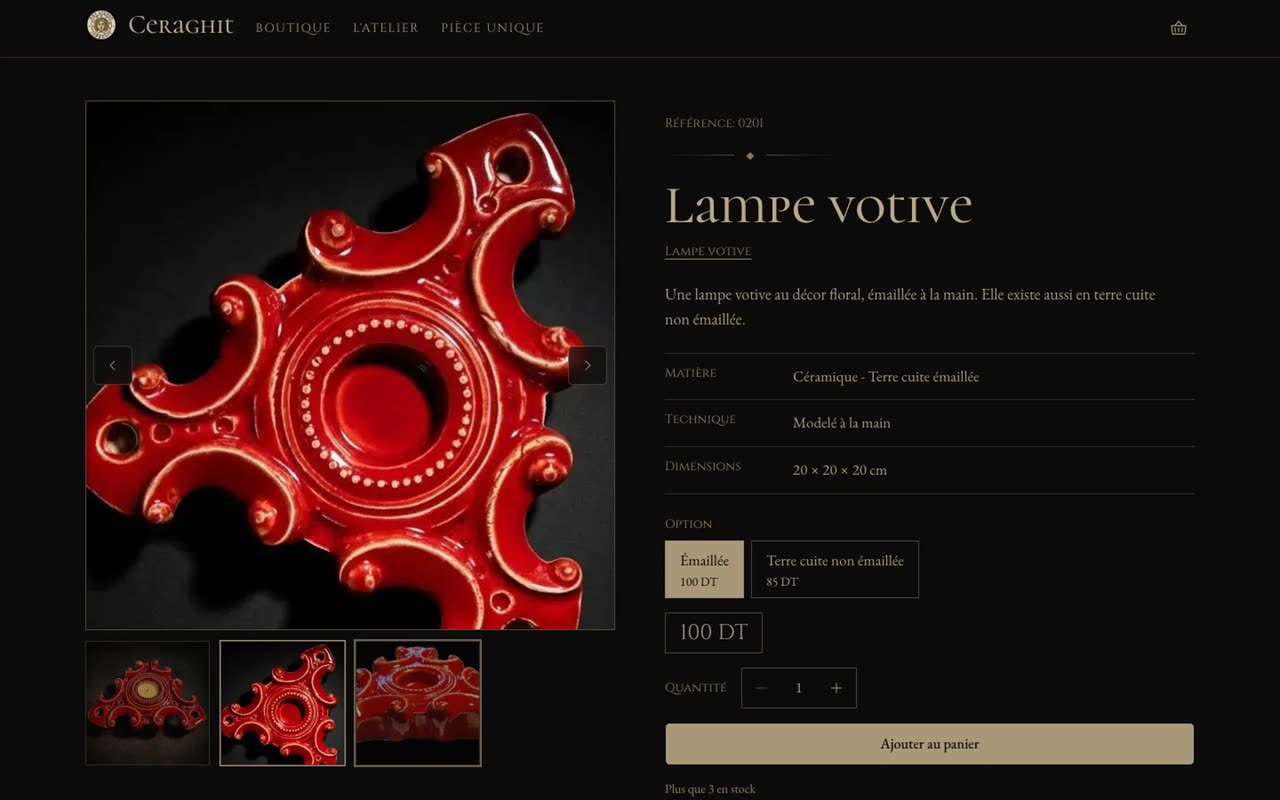 Ceraghit
BOUTIQUE
L'ATELIER
PIÈCE UNIQUE
Référence: 0201
Lampe votive
Lampe votive
Une lampe votive au décor floral, émaillée à la main. Elle existe aussi en terre cuite
non émaillée.
Matière
Céramique - Terre cuite émaillée
Technique
Modelé à la main
Dimensions
20 × 20 × 20 cm
Option
Émaillée
100 DT
Terre cuite non émaillée
85 DT
100 DT
Quantité
1
Ajouter au panier
Plus que 3 en stock